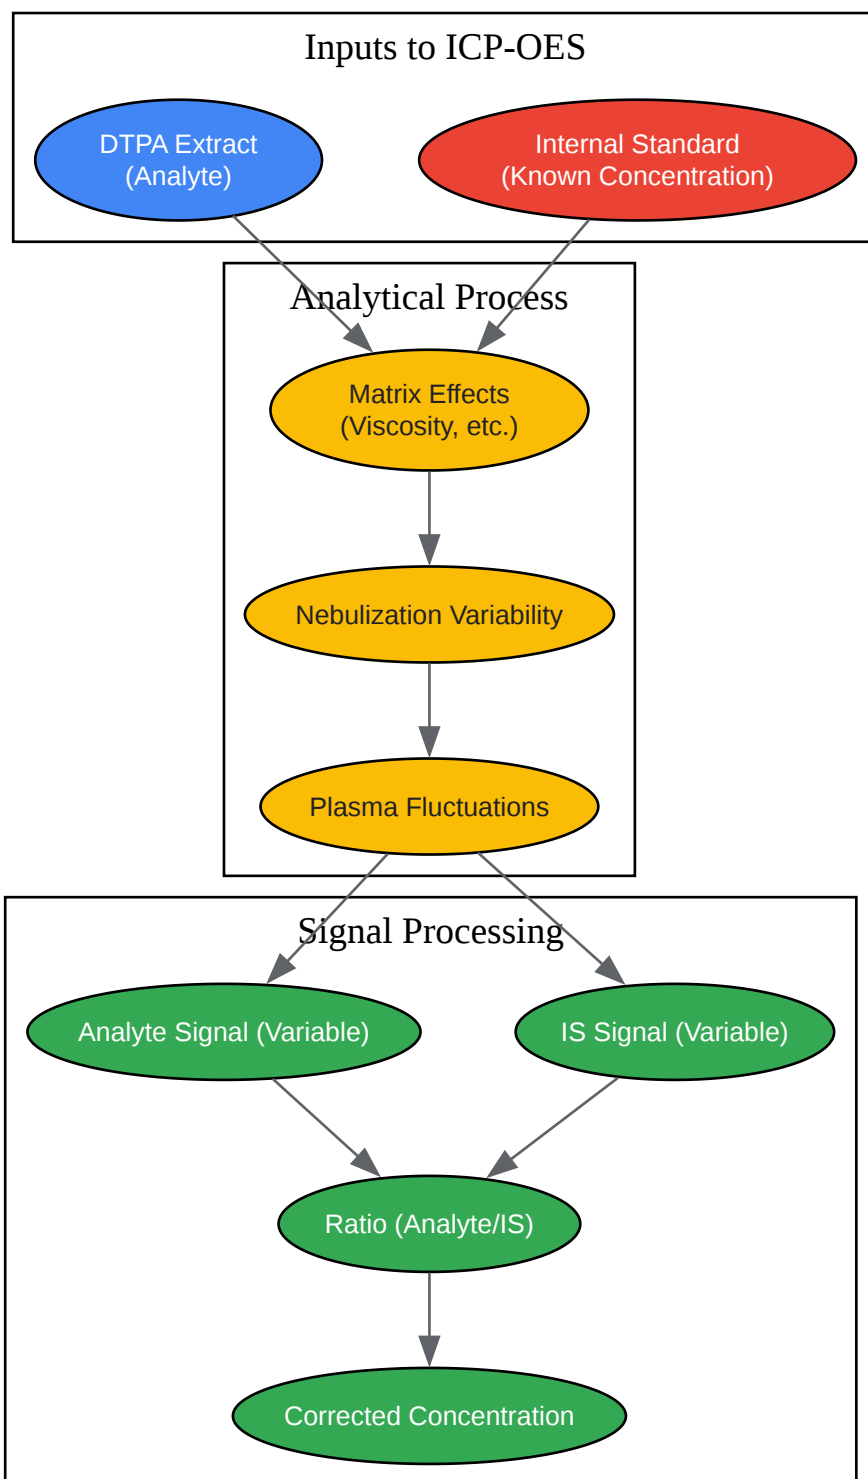 Inputs to ICP-OES
DTPA Extract
(Analyte)
Internal Standard
(Known Concentration)
Analytical Process
Matrix Effects
(Viscosity, etc.)
Nebulization Variability
Plasma Fluctuations
Signal Processing
Analyte Signal (Variable)
IS Signal (Variable)
Ratio (Analyte/IS)
Corrected Concentration